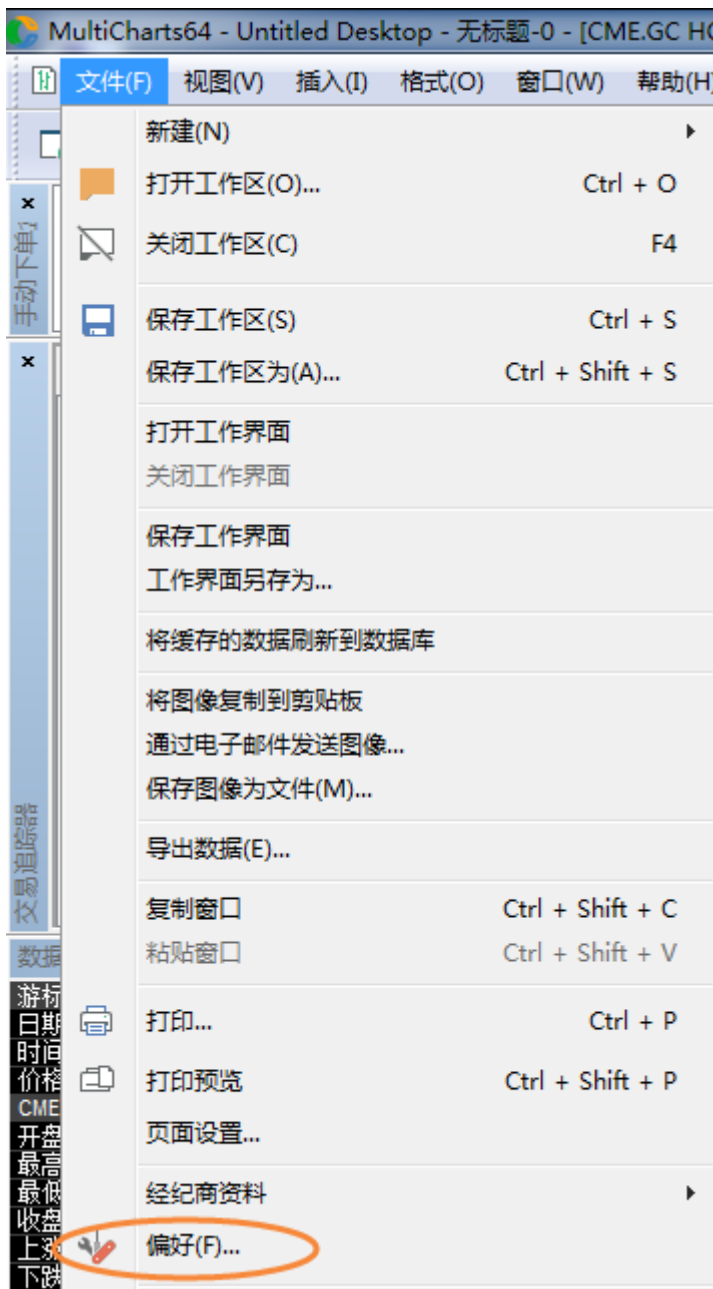 MultiCharts64 - Untitled Desktop - 无标题-0 - [CME.GC HO
文件(F) 视图(V) 插入(I) 格式(O) 窗口(W) 帮助(H)
新建(N)
打开工作区(O)... Ctrl + O
关闭工作区(C) F4
手动下单
保存工作区(S) Ctrl + S
保存工作区为(A)... Ctrl + Shift + S
打开工作界面
关闭工作界面
保存工作界面
工作界面另存为...
将缓存的数据刷新到数据库
将图像复制到剪贴板
通过电子邮件发送图像...
保存图像为文件(M)...
交易追踪器
导出数据(E)...
复制窗口 Ctrl + Shift + C
粘贴窗口 Ctrl + Shift + V
数据
游标
日期
打印... Ctrl + P
时间
价格
打印预览 Ctrl + Shift + P
CME
开盘
页面设置...
最高
最低
经纪商资料
收盘
上涨
偏好(F)...
下跌